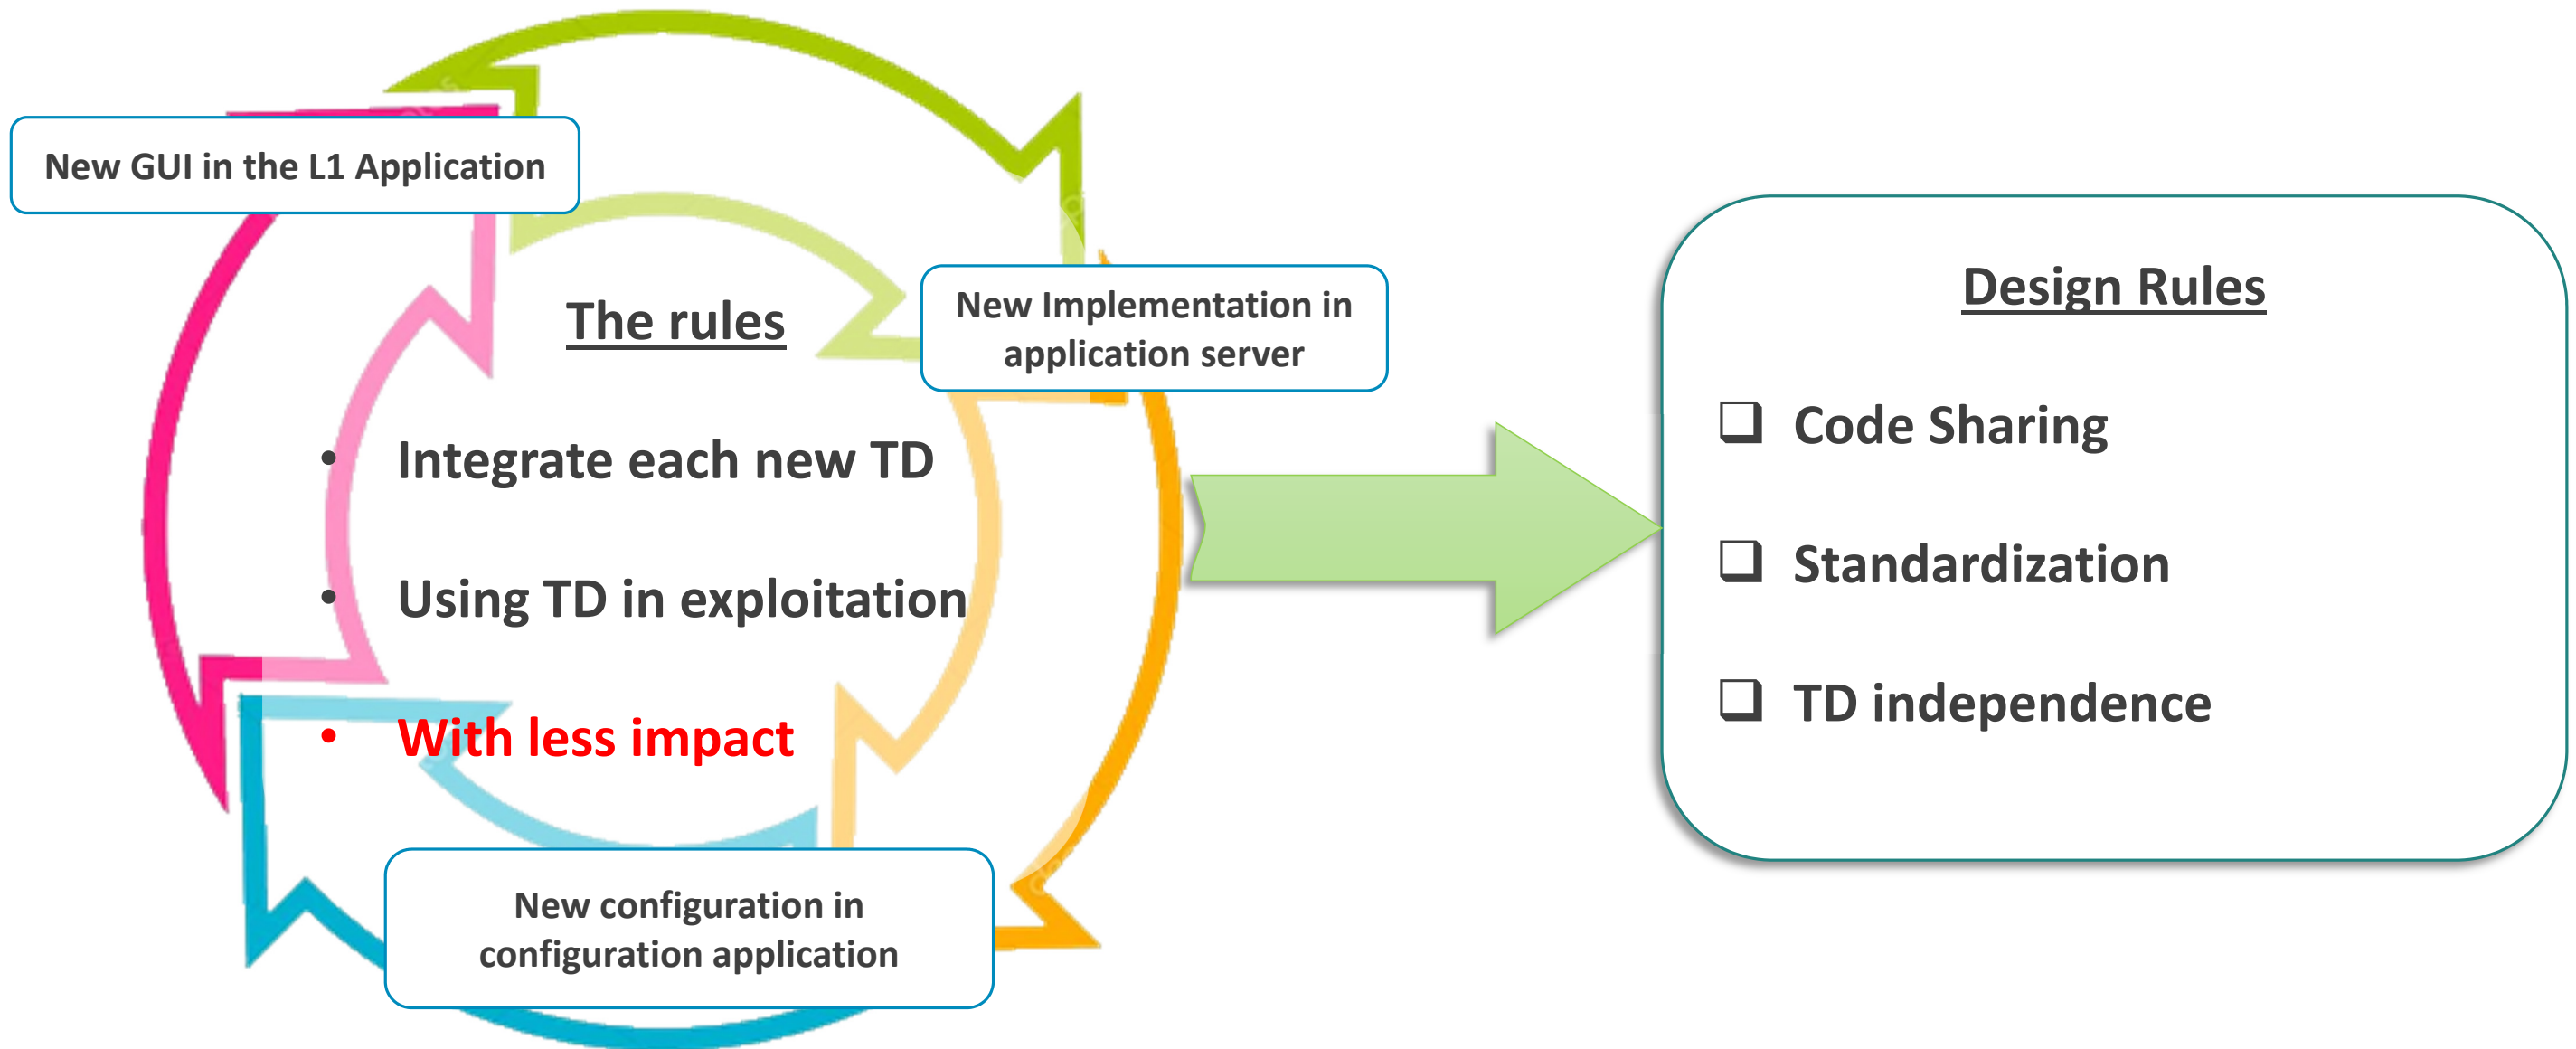 New GUI in the L1 Application
The rules
New Implementation in
application server
• Integrate each new TD
• Using TD in exploitation
• With less impact
New configuration in
configuration application
Design Rules
❑ Code Sharing
❑ Standardization
❑ TD independence